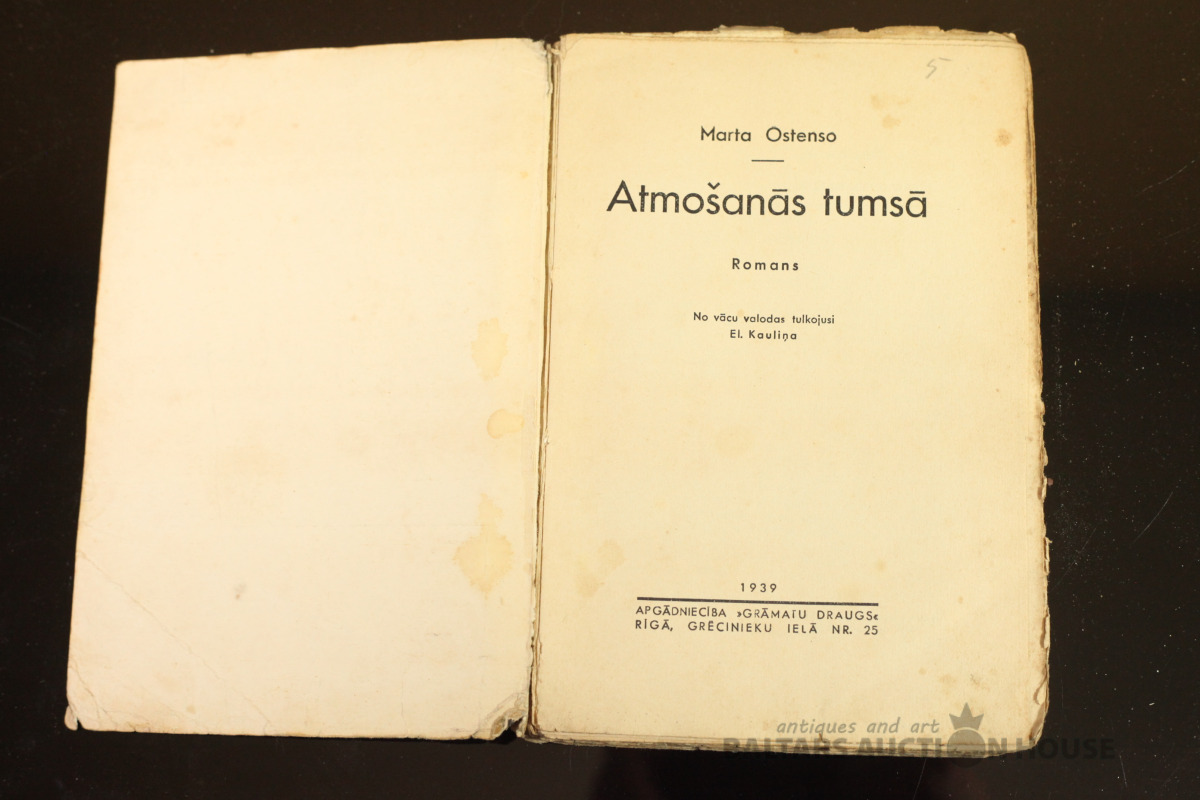 5
Marta Ostenso
Atmošanās tumsā
Romans
No vācu valodas tulkojusi
El. Kauliņa
1939
APGĀDNIECĪBA »GRĀMATU DRAUGS«
RĪGĀ, GRĒCINIEKU IELĀ NR. 25
antiques and art
BALTARS AUCTION HOUSE